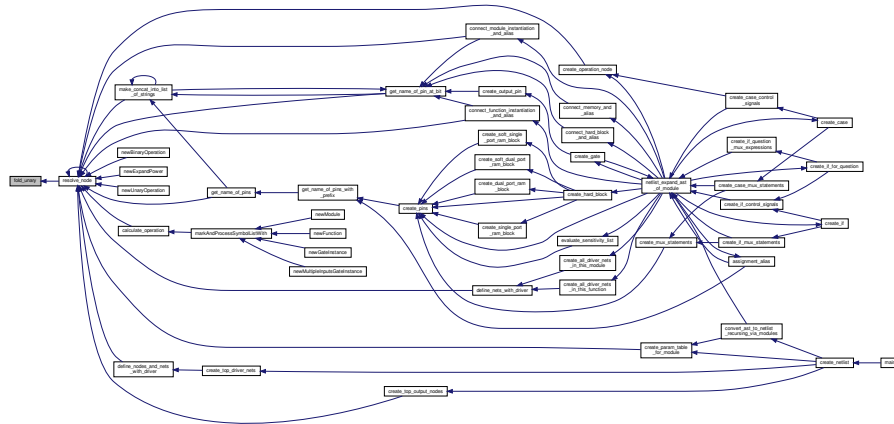 fold_unary
resolve_node
make_concat_into_list
_of_strings
newBinaryOperation
newExpandPower
newUnaryOperation
get_name_of_pins
calculate_operation
define_nodes_and_nets
_with_driver
markAndProcessSymbolListWith
create_top_driver_nets
newModule
newFunction
newGateInstance
newMultipleInputsGateInstance
get_name_of_pins_with
_prefix
get_name_of_pin_at_bit
create_pins
create_top_output_nodes
connect_module_instantiation
_and_alias
create_output_pin
connect_function_instantiation
_and_alias
create_soft_single
_port_ram_block
create_soft_dual_port
_ram_block
create_dual_port_ram
_block
create_single_port
_ram_block
define_nets_with_driver
create_operation_node
connect_memory_and
_alias
connect_hard_block
_and_alias
create_gate
create_hard_block
evaluate_sensitivity_list
create_all_driver_nets
_in_this_module
create_all_driver_nets
_in_this_function
netlist_expand_ast
_of_module
create_mux_statements
create_param_table
_for_module
create_case_control
_signals
create_if_question
_mux_expressions
create_case_mux_statements
create_if_control_signals
create_if_mux_statements
assignment_alias
convert_ast_to_netlist
_recursing_via_modules
create_case
create_if_for_question
create_if
create_netlist
main